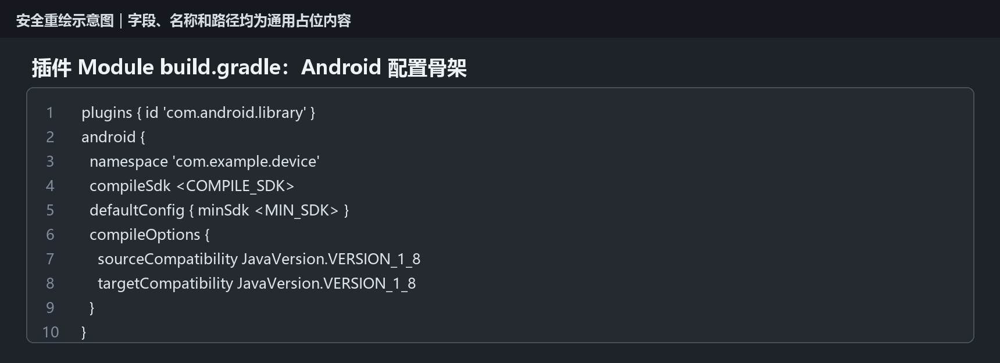 安全重绘示意图｜字段、名称和路径均为通用占位内容
插件 Module build.gradle：Android 配置骨架
1 plugins { id 'com.android.library' }
2 android {
3   namespace 'com.example.device'
4   compileSdk <COMPILE_SDK>
5   defaultConfig { minSdk <MIN_SDK> }
6   compileOptions {
7     sourceCompatibility JavaVersion.VERSION_1_8
8     targetCompatibility JavaVersion.VERSION_1_8
9   }
10 }